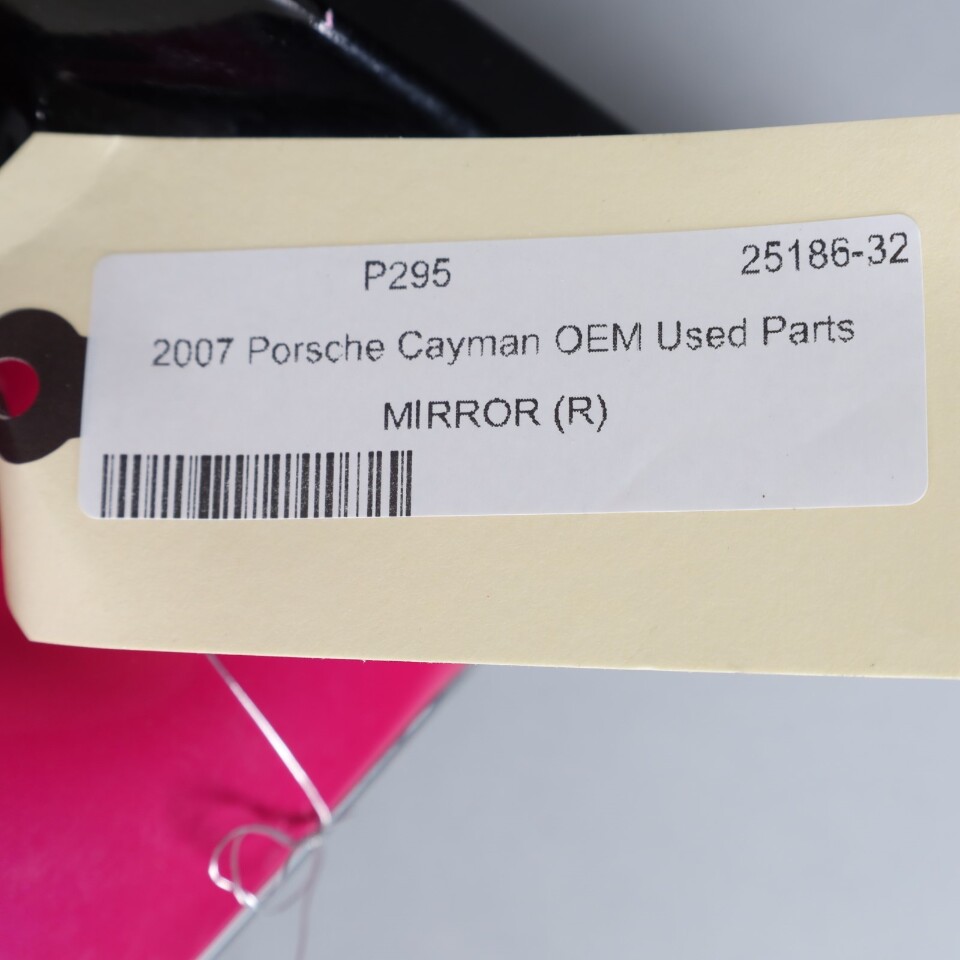 P295 25186-32
2007 Porsche Cayman OEM Used Parts
MIRROR (R)